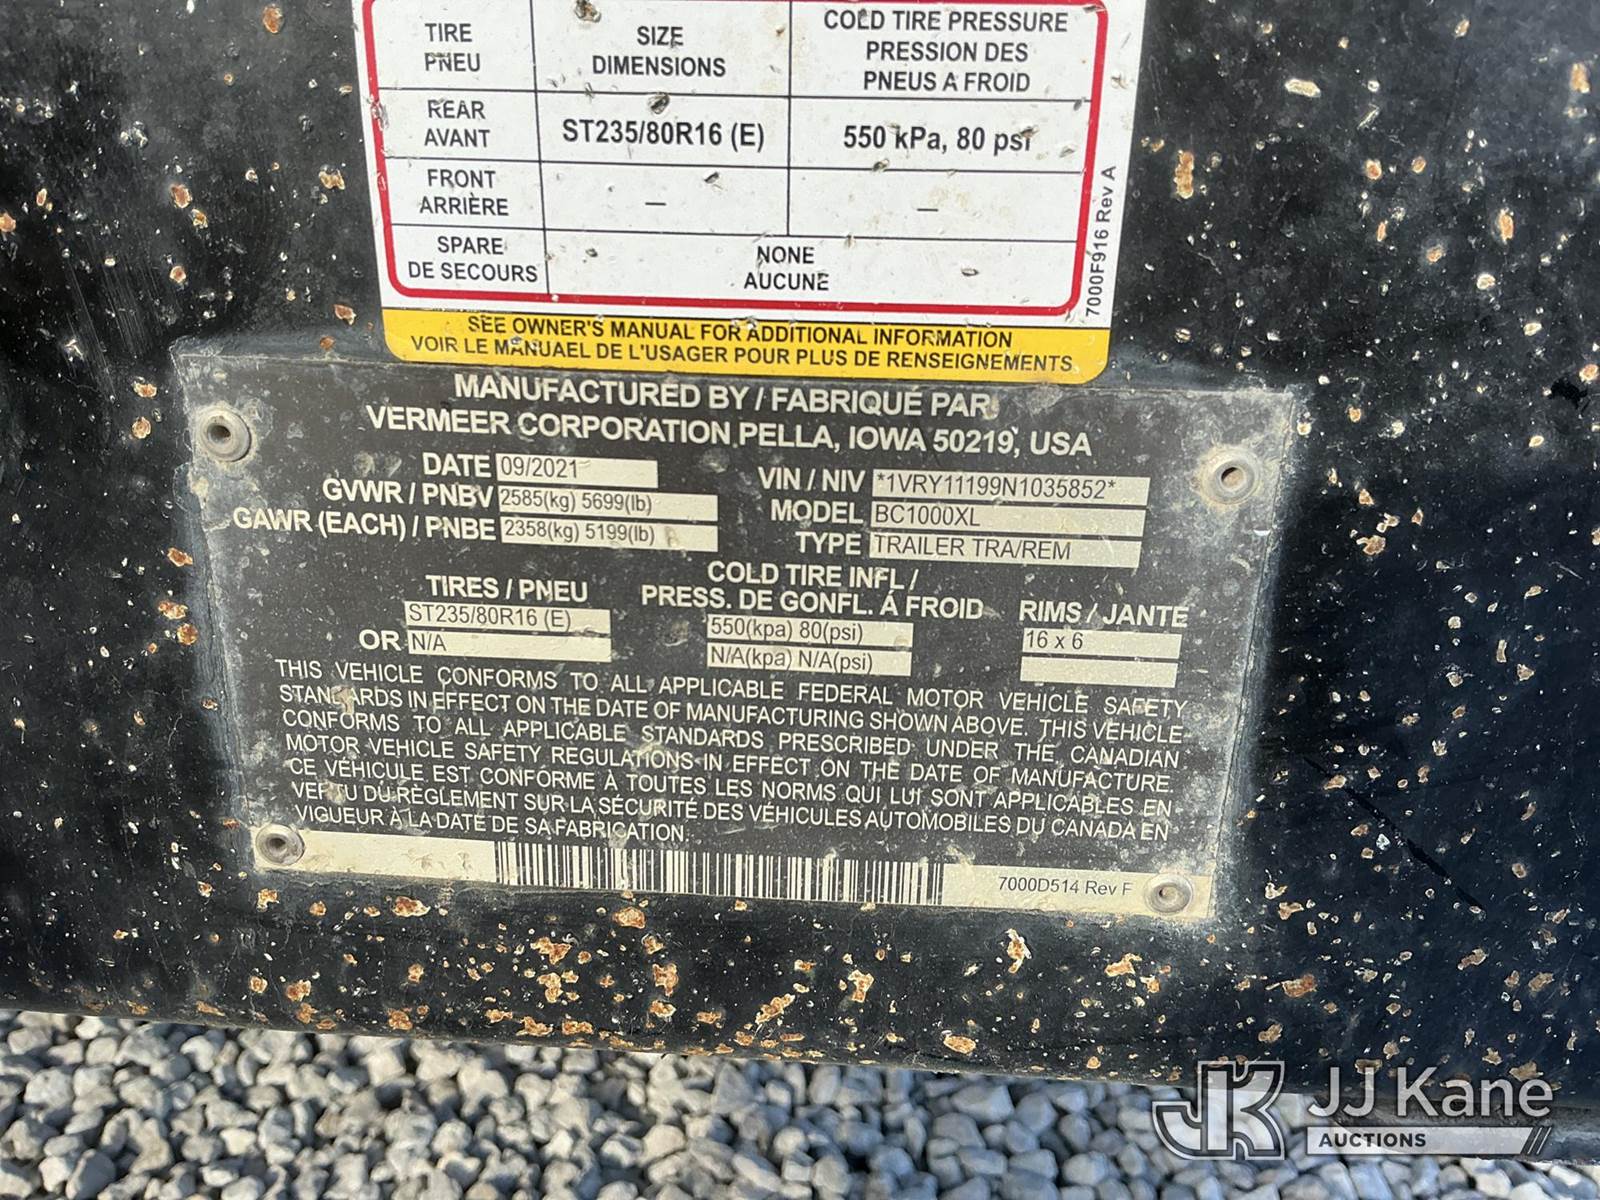 TIRE
PNEU
SIZE
DIMENSIONS
COLD TIRE PRESSURE
PRESSION DES
PNEUS A FROID
REAR
AVANT
ST235/80R16 (E)
550 kPa, 80 psi
FRONT
ARRIÈRE
–
–
SPARE
DE SECOURS
NONE
AUCUNE
7000F916 Rev A
SEE OWNER'S MANUAL FOR ADDITIONAL INFORMATION
VOIR LE MANUAEL DE L'USAGER POUR PLUS DE RENSEIGNEMENTS
MANUFACTURED BY / FABRIQUÉ PAR:
VERMEER CORPORATION PELLA, IOWA 50219, USA
DATE 09/2021
GVWR / PNBV 2585(kg) 5699(lb)
GAWR (EACH) / PNBE 2358(kg) 5199(lb)
VIN / NIV *1VRY11199N1035852*
MODEL BC1000XL
TYPE TRAILER TRA/REM
TIRES / PNEU
ST235/80R16 (E)
OR N/A
COLD TIRE INFL /
PRESS. DE GONFL. Á FROID
550(kpa) 80(psi)
N/A(kpa) N/A(psi)
RIMS / JANTE
16 x 6
THIS VEHICLE CONFORMS TO ALL APPLICABLE FEDERAL MOTOR VEHICLE SAFETY
STANDARDS IN EFFECT ON THE DATE OF MANUFACTURING SHOWN ABOVE. THIS VEHICLE
CONFORMS TO ALL APPLICABLE STANDARDS PRESCRIBED UNDER THE CANADIAN
MOTOR VEHICLE SAFETY REGULATIONS IN EFFECT ON THE DATE OF MANUFACTURE.
CE VÉHICULE EST CONFORME À TOUTES LES NORMS QUI LUI SONT APPLICABLES EN
VERTU DU RÈGLEMENT SUR LA SÉCURITÉ DES VÉHICULES AUTOMOBILES DU CANADA EN
VIGUEUR À LA DATE DE SA FABRICATION.
7000D514 Rev F
JK JJ Kane
AUCTIONS